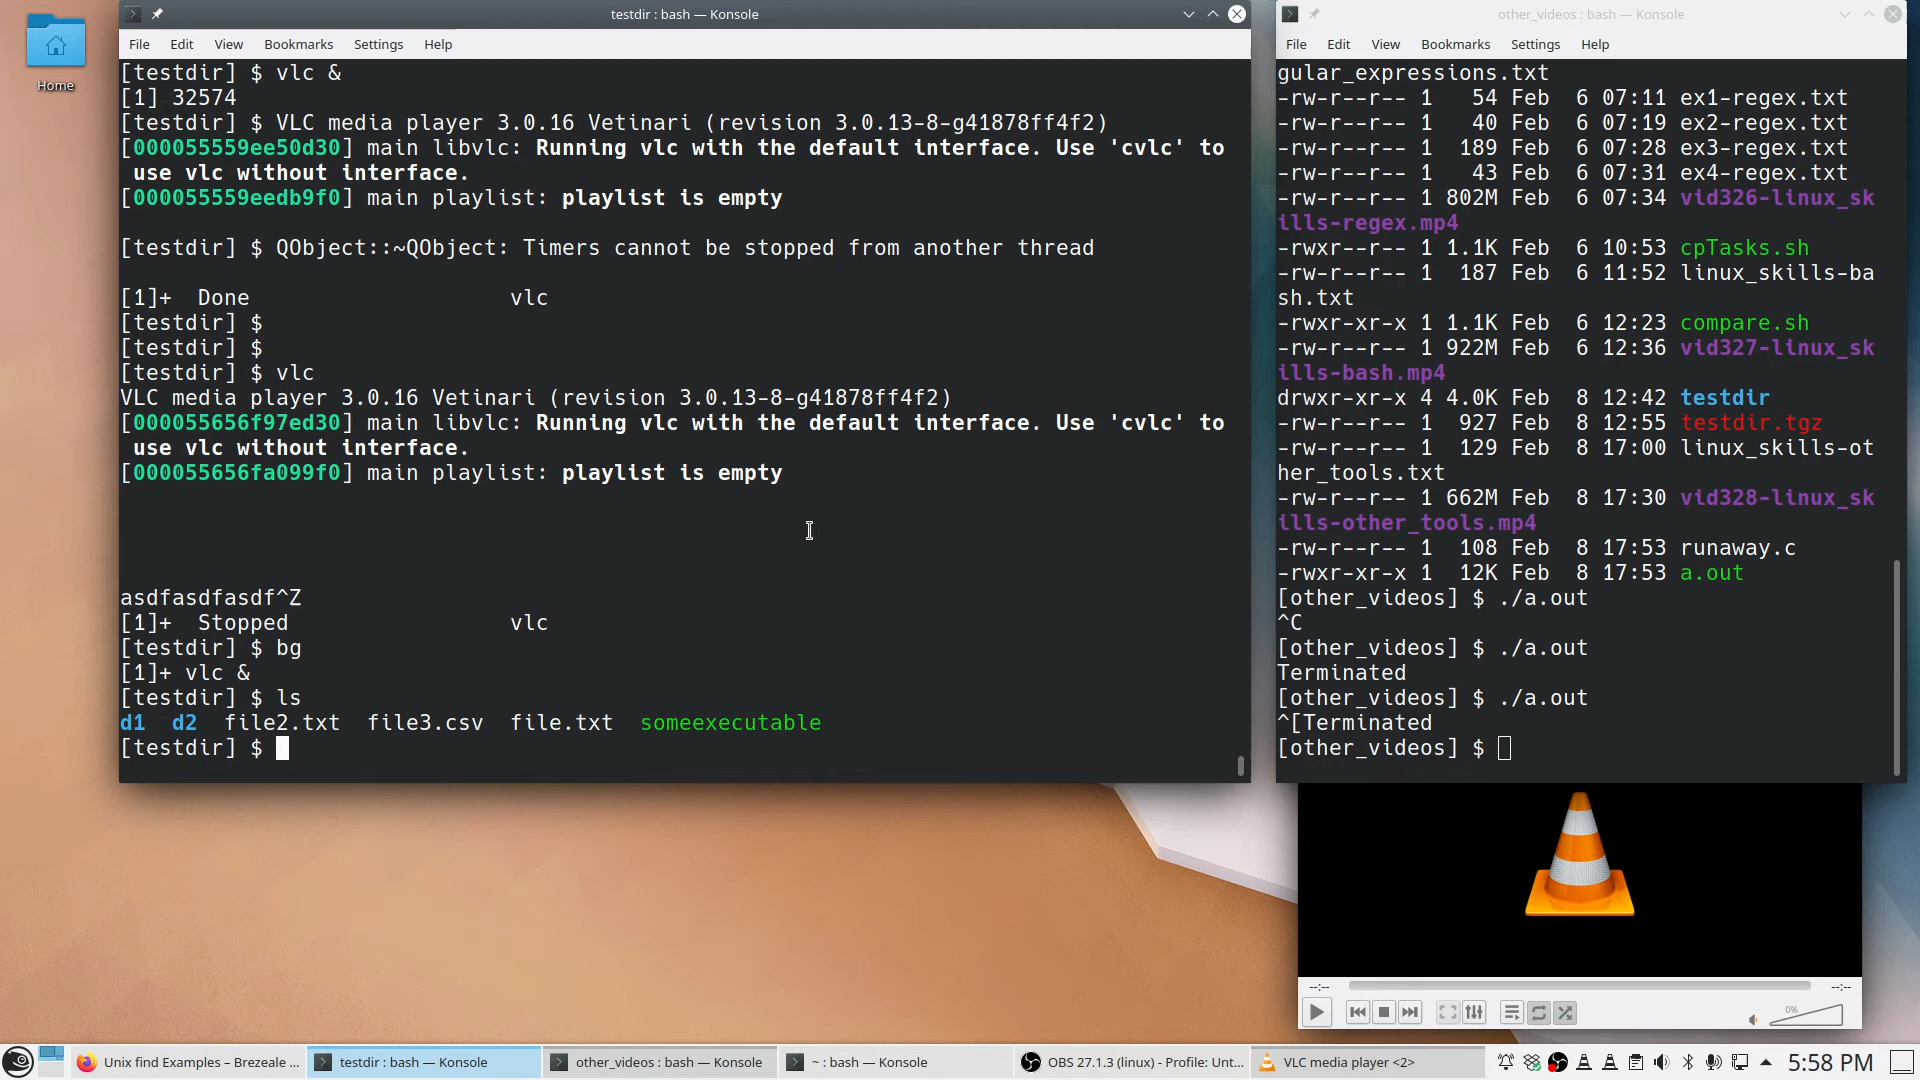 Home
testdir : bash — Konsole
File Edit View Bookmarks Settings Help
[testdir] $ vlc &
[1] 32574
[testdir] $ VLC media player 3.0.16 Vetinari (revision 3.0.13-8-g41878ff4f2)
[000055559ee50d30] main libvlc: Running vlc with the default interface. Use 'cvlc' to
use vlc without interface.
[000055559eedb9f0] main playlist: playlist is empty
[testdir] $ QObject::~QObject: Timers cannot be stopped from another thread
[1]+  Done                    vlc
[testdir] $
[testdir] $
[testdir] $ vlc
VLC media player 3.0.16 Vetinari (revision 3.0.13-8-g41878ff4f2)
[000055656f97ed30] main libvlc: Running vlc with the default interface. Use 'cvlc' to
use vlc without interface.
[000055656fa099f0] main playlist: playlist is empty
asdfasdfasdf^Z
[1]+  Stopped                 vlc
[testdir] $ bg
[1]+ vlc &
[testdir] $ ls
d1  d2  file2.txt  file3.csv  file.txt  someexecutable
[testdir] $
other_videos : bash — Konsole
File Edit View Bookmarks Settings Help
gular_expressions.txt
-rw-r--r-- 1   54 Feb  6 07:11 ex1-regex.txt
-rw-r--r-- 1   40 Feb  6 07:19 ex2-regex.txt
-rw-r--r-- 1  189 Feb  6 07:28 ex3-regex.txt
-rw-r--r-- 1   43 Feb  6 07:31 ex4-regex.txt
-rw-r--r-- 1 802M Feb  6 07:34 vid326-linux_sk
ills-regex.mp4
-rwxr--r-- 1 1.1K Feb  6 10:53 cpTasks.sh
-rw-r--r-- 1  187 Feb  6 11:52 linux_skills-ba
sh.txt
-rwxr-xr-x 1 1.1K Feb  6 12:23 compare.sh
-rw-r--r-- 1 922M Feb  6 12:36 vid327-linux_sk
ills-bash.mp4
drwxr-xr-x 4 4.0K Feb  8 12:42 testdir
-rw-r--r-- 1  927 Feb  8 12:55 testdir.tgz
-rw-r--r-- 1  129 Feb  8 17:00 linux_skills-ot
her_tools.txt
-rw-r--r-- 1 662M Feb  8 17:30 vid328-linux_sk
ills-other_tools.mp4
-rw-r--r-- 1  108 Feb  8 17:53 runaway.c
-rwxr-xr-x 1  12K Feb  8 17:53 a.out
[other_videos] $ ./a.out
^C
[other_videos] $ ./a.out
Terminated
[other_videos] $ ./a.out
^[Terminated
[other_videos] $
--:-- --:--
0%
Unix find Examples – Brezeale ...
testdir : bash — Konsole
other_videos : bash — Konsole
~ : bash — Konsole
OBS 27.1.3 (linux) - Profile: Unt...
VLC media player <2>
5:58 PM